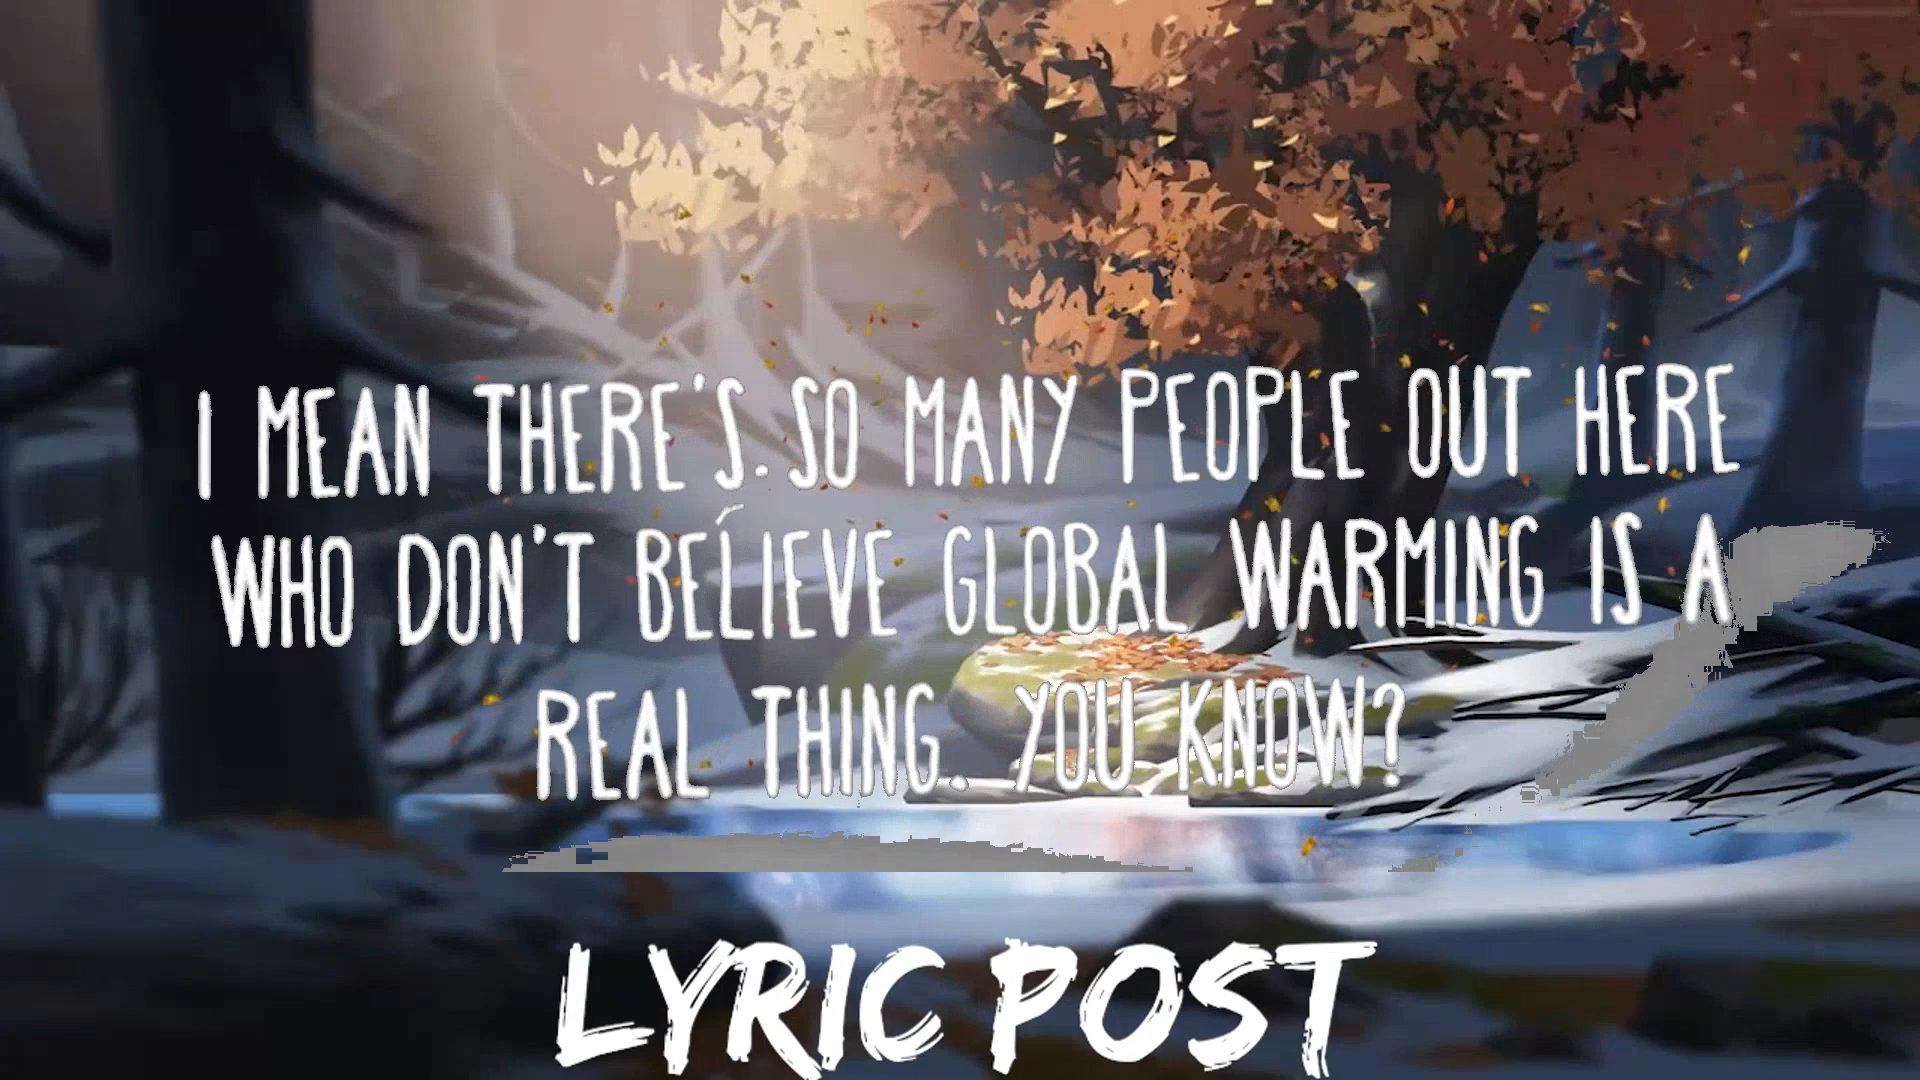 I MEAN THERE'S SO MANY PEOPLE OUT HERE
WHO DON'T BELIEVE GLOBAL WARMING IS A
REAL THING. YOU KNOW?
LYRIC POST